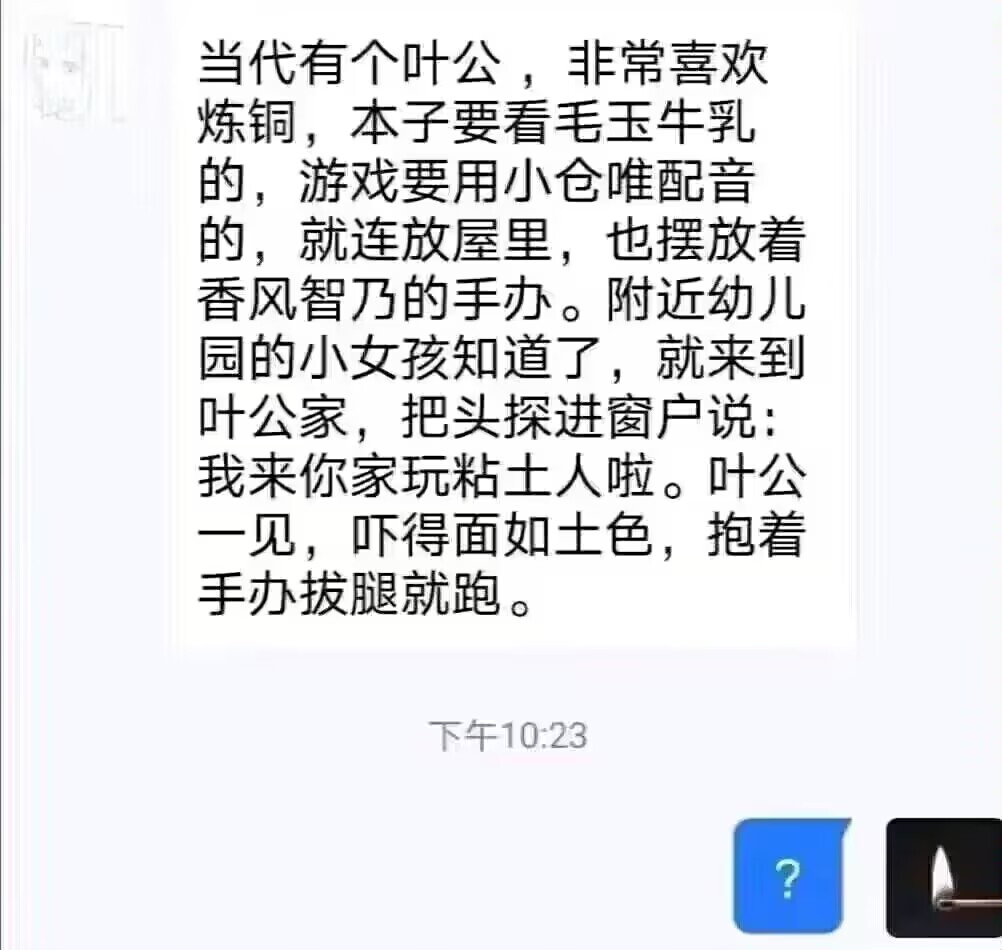 当代有个叶公，非常喜欢
炼铜，本子要看毛玉牛乳
的，游戏要用小仓唯配音
的，就连放屋里，也摆放着
香风智乃的手办。附近幼儿
园的小女孩知道了，就来到
叶公家，把头探进窗户说：
我来你家玩粘土人啦。叶公
一见，吓得面如土色，抱着
手办拔腿就跑。
下午10:23
?